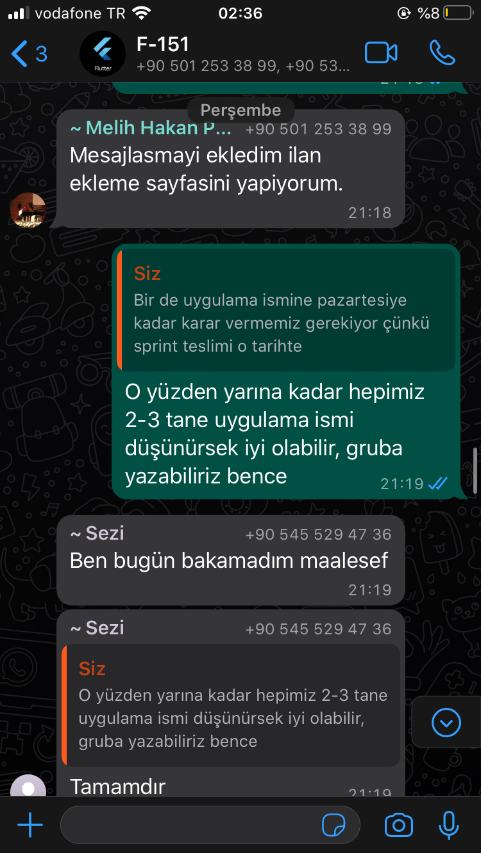 vodafone TR 02:36 %8
3 F-151
Flutter
+90 501 253 38 99, +90 53...
Perşembe
~ Melih Hakan P... +90 501 253 38 99
Mesajlasmayi ekledim ilan
ekleme sayfasini yapiyorum.
21:18
Siz
Bir de uygulama ismine pazartesiye
kadar karar vermemiz gerekiyor çünkü
sprint teslimi o tarihte
O yüzden yarına kadar hepimiz
2-3 tane uygulama ismi
düşünürsek iyi olabilir, gruba
yazabiliriz bence
21:19
~ Sezi +90 545 529 47 36
Ben bugün bakamadım maalesef
21:19
~ Sezi +90 545 529 47 36
Siz
O yüzden yarına kadar hepimiz 2-3 tane
uygulama ismi düşünürsek iyi olabilir,
gruba yazabiliriz bence
Tamamdır 21:19